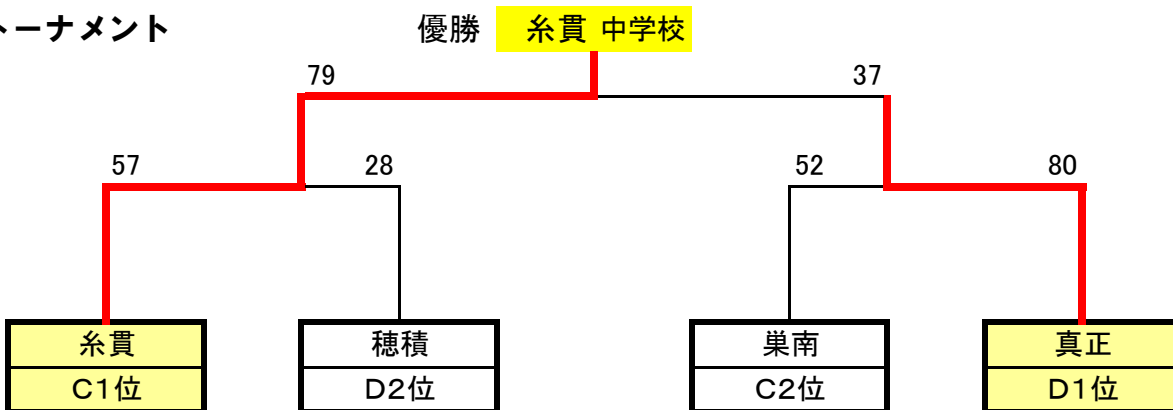 トーナメント
優勝 糸貫 中学校
79 37
57 28 52 80
糸貫 穂積 巣南 真正
C1位 D2位 C2位 D1位